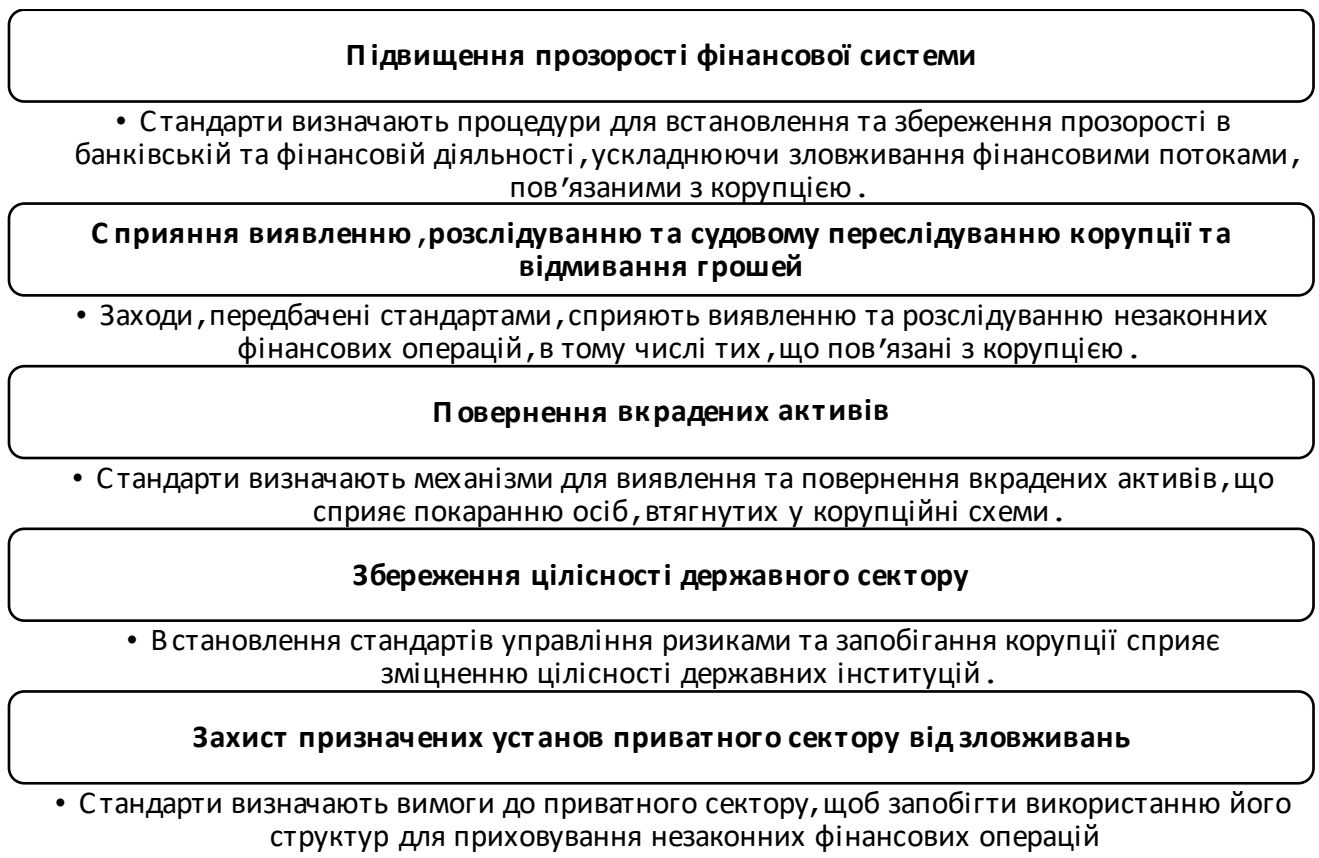 Підвищення прозорості фінансової системи
• Стандарти визначають процедури для встановлення та збереження прозорості в
банківській та фінансовій діяльності, ускладнюючи зловживання фінансовими потоками,
пов’язаними з корупцією.
Сприяння виявленню, розслідуванню та судовому переслідуванню корупції та
відмивання грошей
• Заходи, передбачені стандартами, сприяють виявленню та розслідуванню незаконних
фінансових операцій, в тому числі тих, що пов’язані з корупцією.
Повернення вкрадених активів
• Стандарти визначають механізми для виявлення та повернення вкрадених активів, що
сприяє покаранню осіб, втягнутих у корупційні схеми.
Збереження цілісності державного сектору
• Встановлення стандартів управління ризиками та запобігання корупції сприяє
зміцненню цілісності державних інституцій.
Захист призначених установ приватного сектору від зловживань
• Стандарти визначають вимоги до приватного сектору, щоб запобігти використанню його
структур для приховування незаконних фінансових операцій